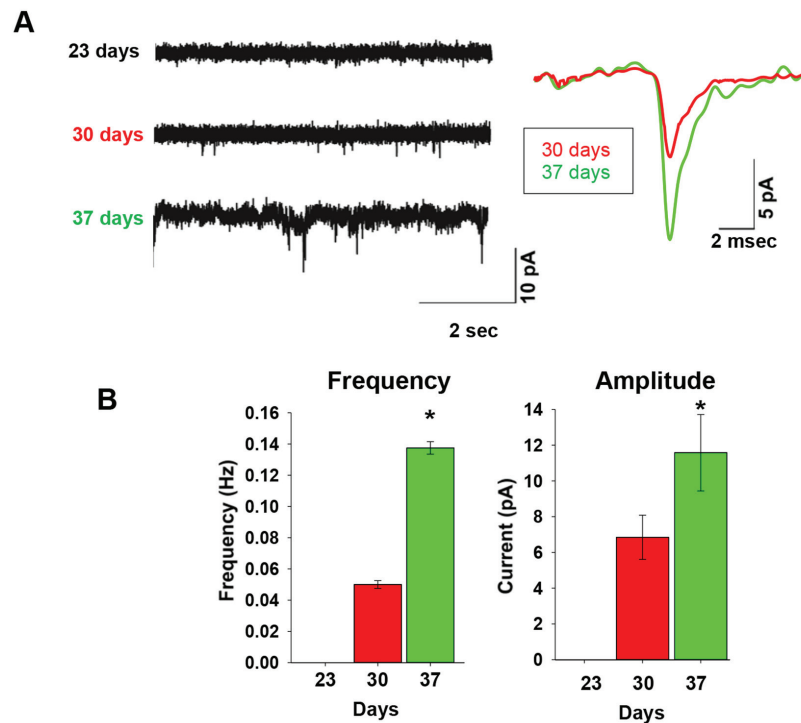 A
23 days
30 days
37 days
10 pA
2 sec
30 days
37 days
5 pA
2 msec
B
Frequency
Frequency (Hz)
0.16
0.14
0.12
0.10
0.08
0.06
0.04
0.02
0.00
*
23 30 37
Days
Amplitude
Current (pA)
14
12
10
8
6
4
2
0
*
23 30 37
Days